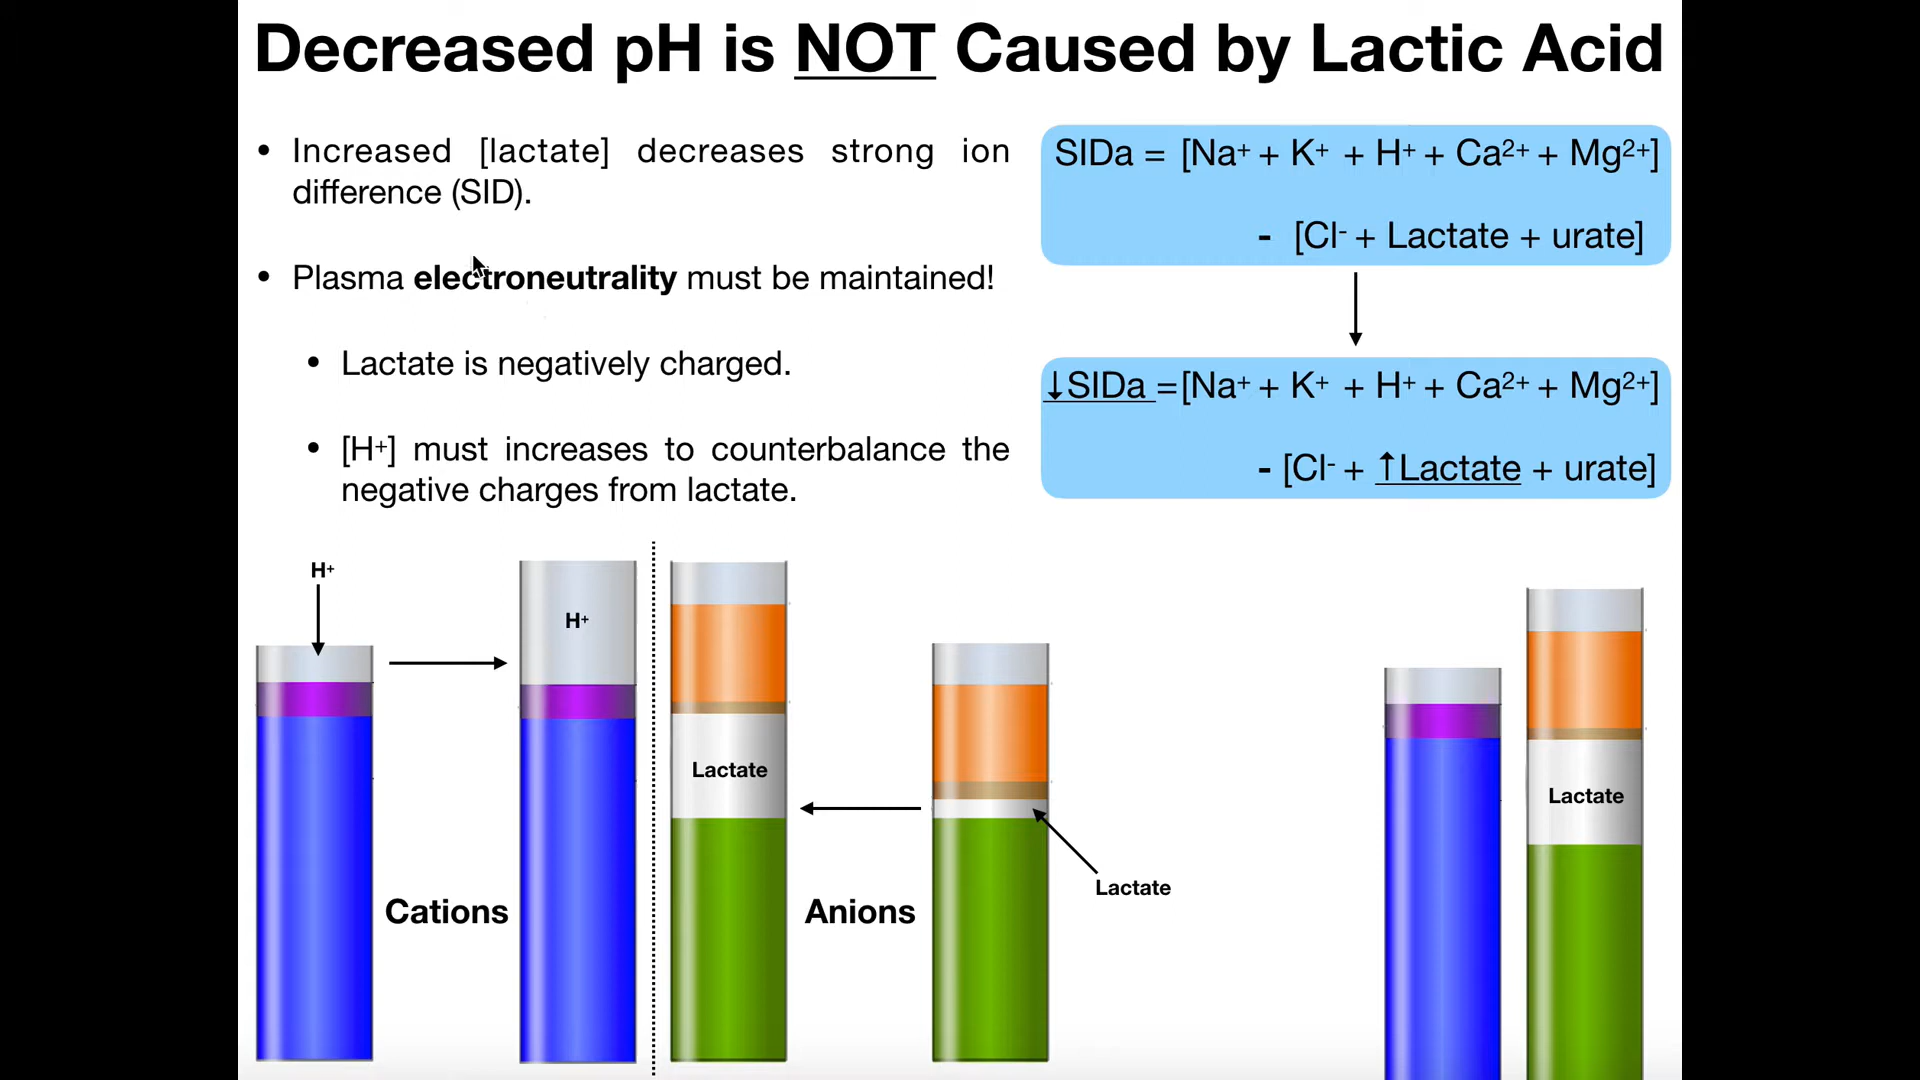 Decreased pH is NOT Caused by Lactic Acid
• Increased [lactate] decreases strong ion
difference (SID).
• Plasma electroneutrality must be maintained!
• Lactate is negatively charged.
• [H⁺] must increases to counterbalance the
negative charges from lactate.
SIDa = [Na⁺ + K⁺ + H⁺ + Ca²⁺ + Mg²⁺]
- [Cl⁻ + Lactate + urate]
↓SIDa =[Na⁺ + K⁺ + H⁺ + Ca²⁺ + Mg²⁺]
- [Cl⁻ + ↑Lactate + urate]
H⁺
H⁺
Lactate
Lactate
Lactate
Cations
Anions